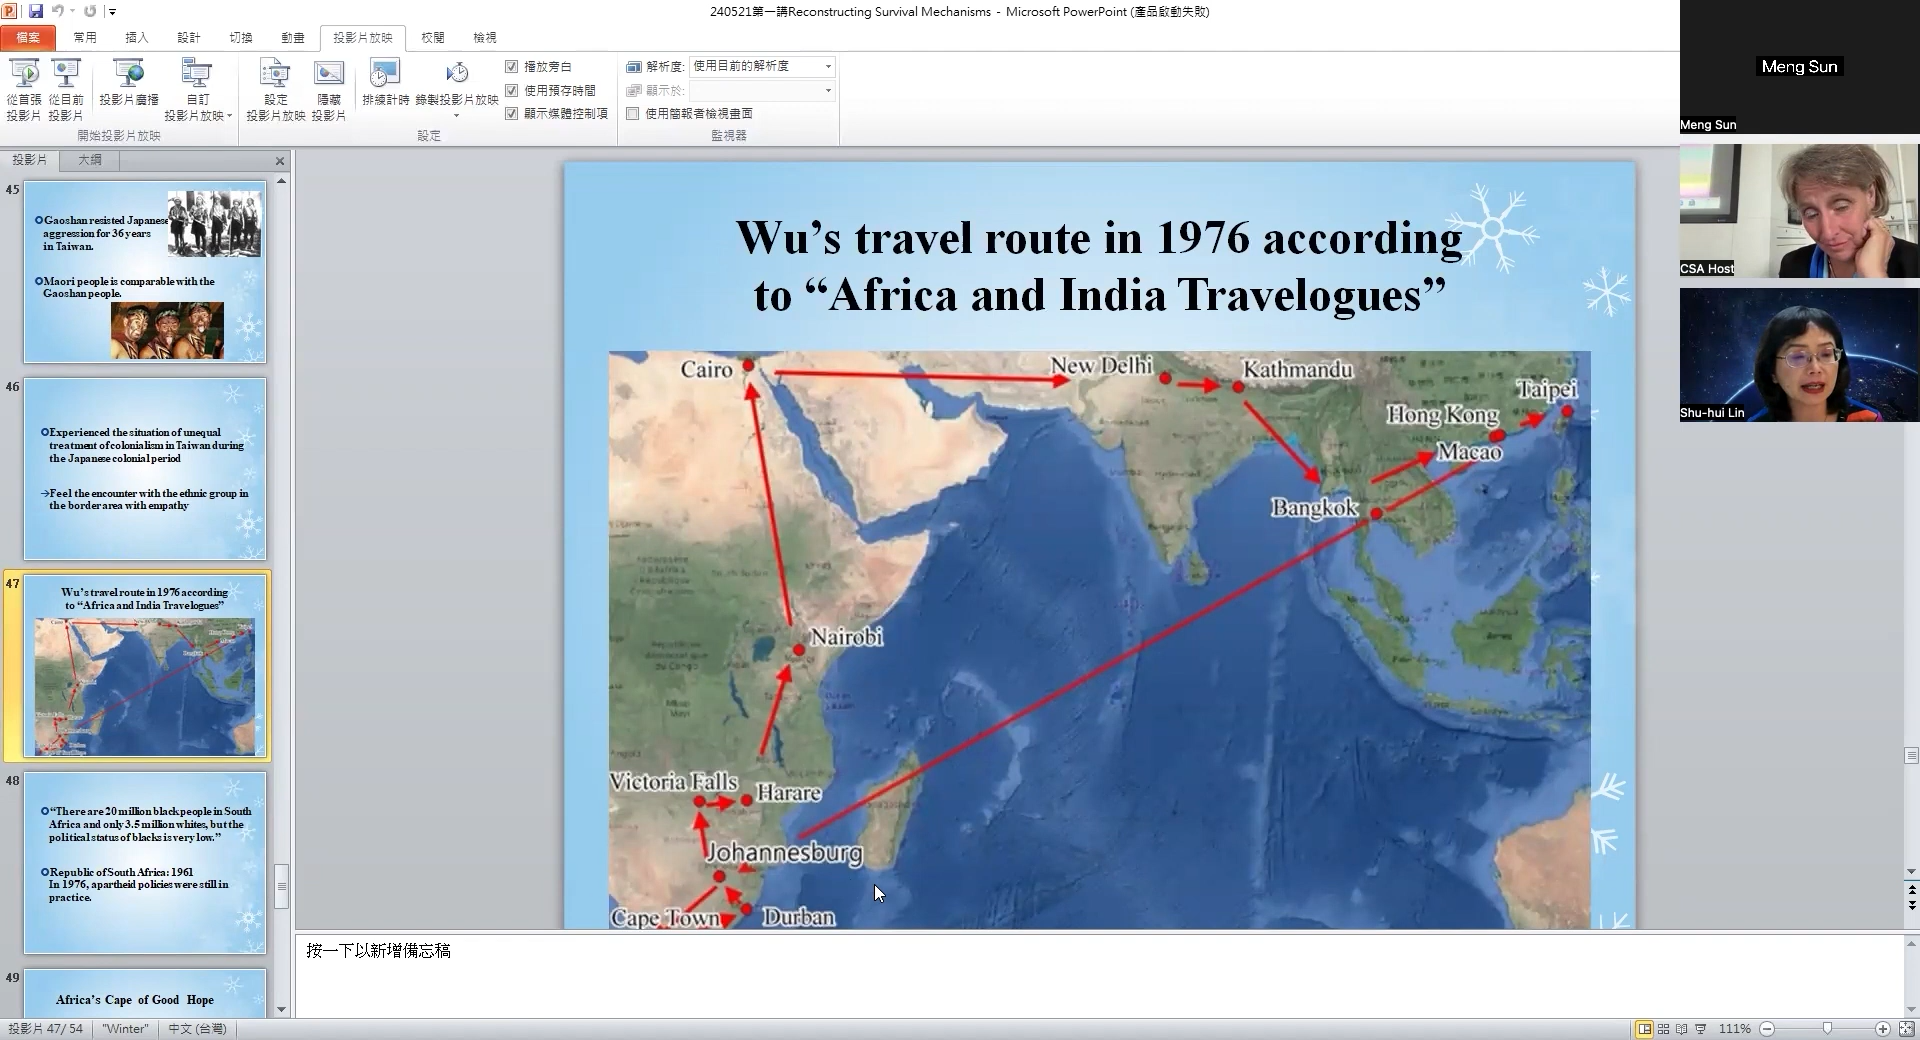 240521第一講Reconstructing Survival Mechanisms - Microsoft PowerPoint (產品啟動失敗)
檔案 常用 插入 設計 切換 動畫 投影片放映 校閱 檢視
從首張投影片
從目前投影片
投影片廣播
自訂投影片放映
開始投影片放映
設定投影片放映
隱藏投影片
排練計時
錄製投影片放映
播放旁白
使用預存時間
顯示媒體控制項
設定
解析度: 使用目前的解析度
顯示於:
使用簡報者檢視畫面
監視器
投影片 大綱
45
Gaoshan resisted Japanese
aggression for 36 years
in Taiwan.
Maori people is comparable with the
Gaoshan people.
46
Experienced the situation of unequal
treatment of colonialism in Taiwan during
the Japanese colonial period
→Feel the encounter with the ethnic group in
the border area with empathy
47
Wu's travel route in 1976 according
to “Africa and India Travelogues”
48
“There are 20 million black people in South
Africa and only 3.5 million whites, but the
political status of blacks is very low.”
Republic of South Africa: 1961
In 1976, apartheid policies were still in
practice.
49
Africa's Cape of Good Hope
Wu’s travel route in 1976 according
to “Africa and India Travelogues”
Cairo
New Delhi
Kathmandu
Taipei
Hong Kong
Macao
Bangkok
Nairobi
Victoria Falls
Harare
Johannesburg
Cape Town
Durban
按一下以新增備忘稿
投影片 47/ 54 "Winter" 中文 (台灣)
111%
Meng Sun
Meng Sun
CSA Host
Shu-hui Lin